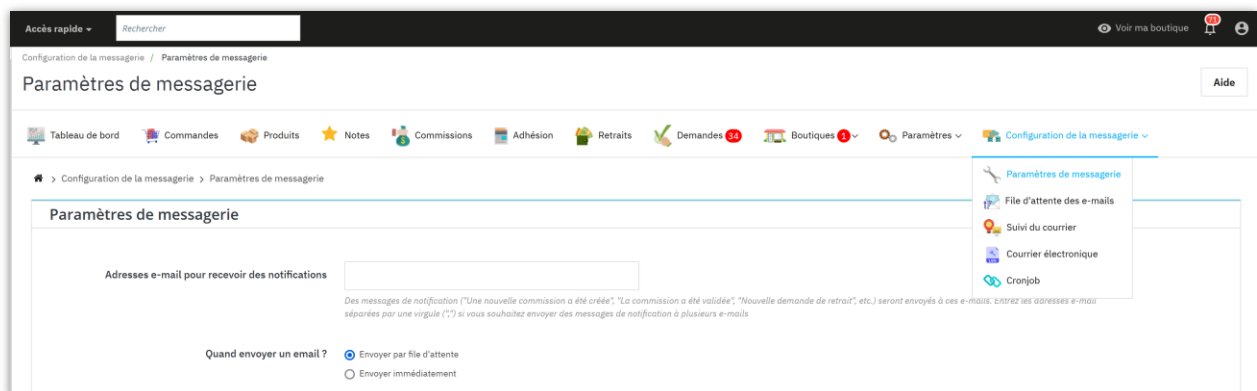 Accès rapide
Rechercher
Voir ma boutique
71
Configuration de la messagerie / Paramètres de messagerie
Paramètres de messagerie
Aide
Tableau de bord
Commandes
Produits
Notes
Commissions
Adhésion
Retraits
Demandes 34
Boutiques 1
Paramètres
Configuration de la messagerie
> Configuration de la messagerie > Paramètres de messagerie
Paramètres de messagerie
File d'attente des e-mails
Suivi du courrier
Courrier électronique
Cronjob
Paramètres de messagerie
Adresses e-mail pour recevoir des notifications
Des messages de notification ("Une nouvelle commission a été créée", "La commission a été validée", "Nouvelle demande de retrait", etc.) seront envoyés à ces e-mails. Entrez les adresses e-mail
séparées par une virgule (",") si vous souhaitez envoyer des messages de notification à plusieurs e-mails
Quand envoyer un email ?
Envoyer par file d'attente
Envoyer immédiatement